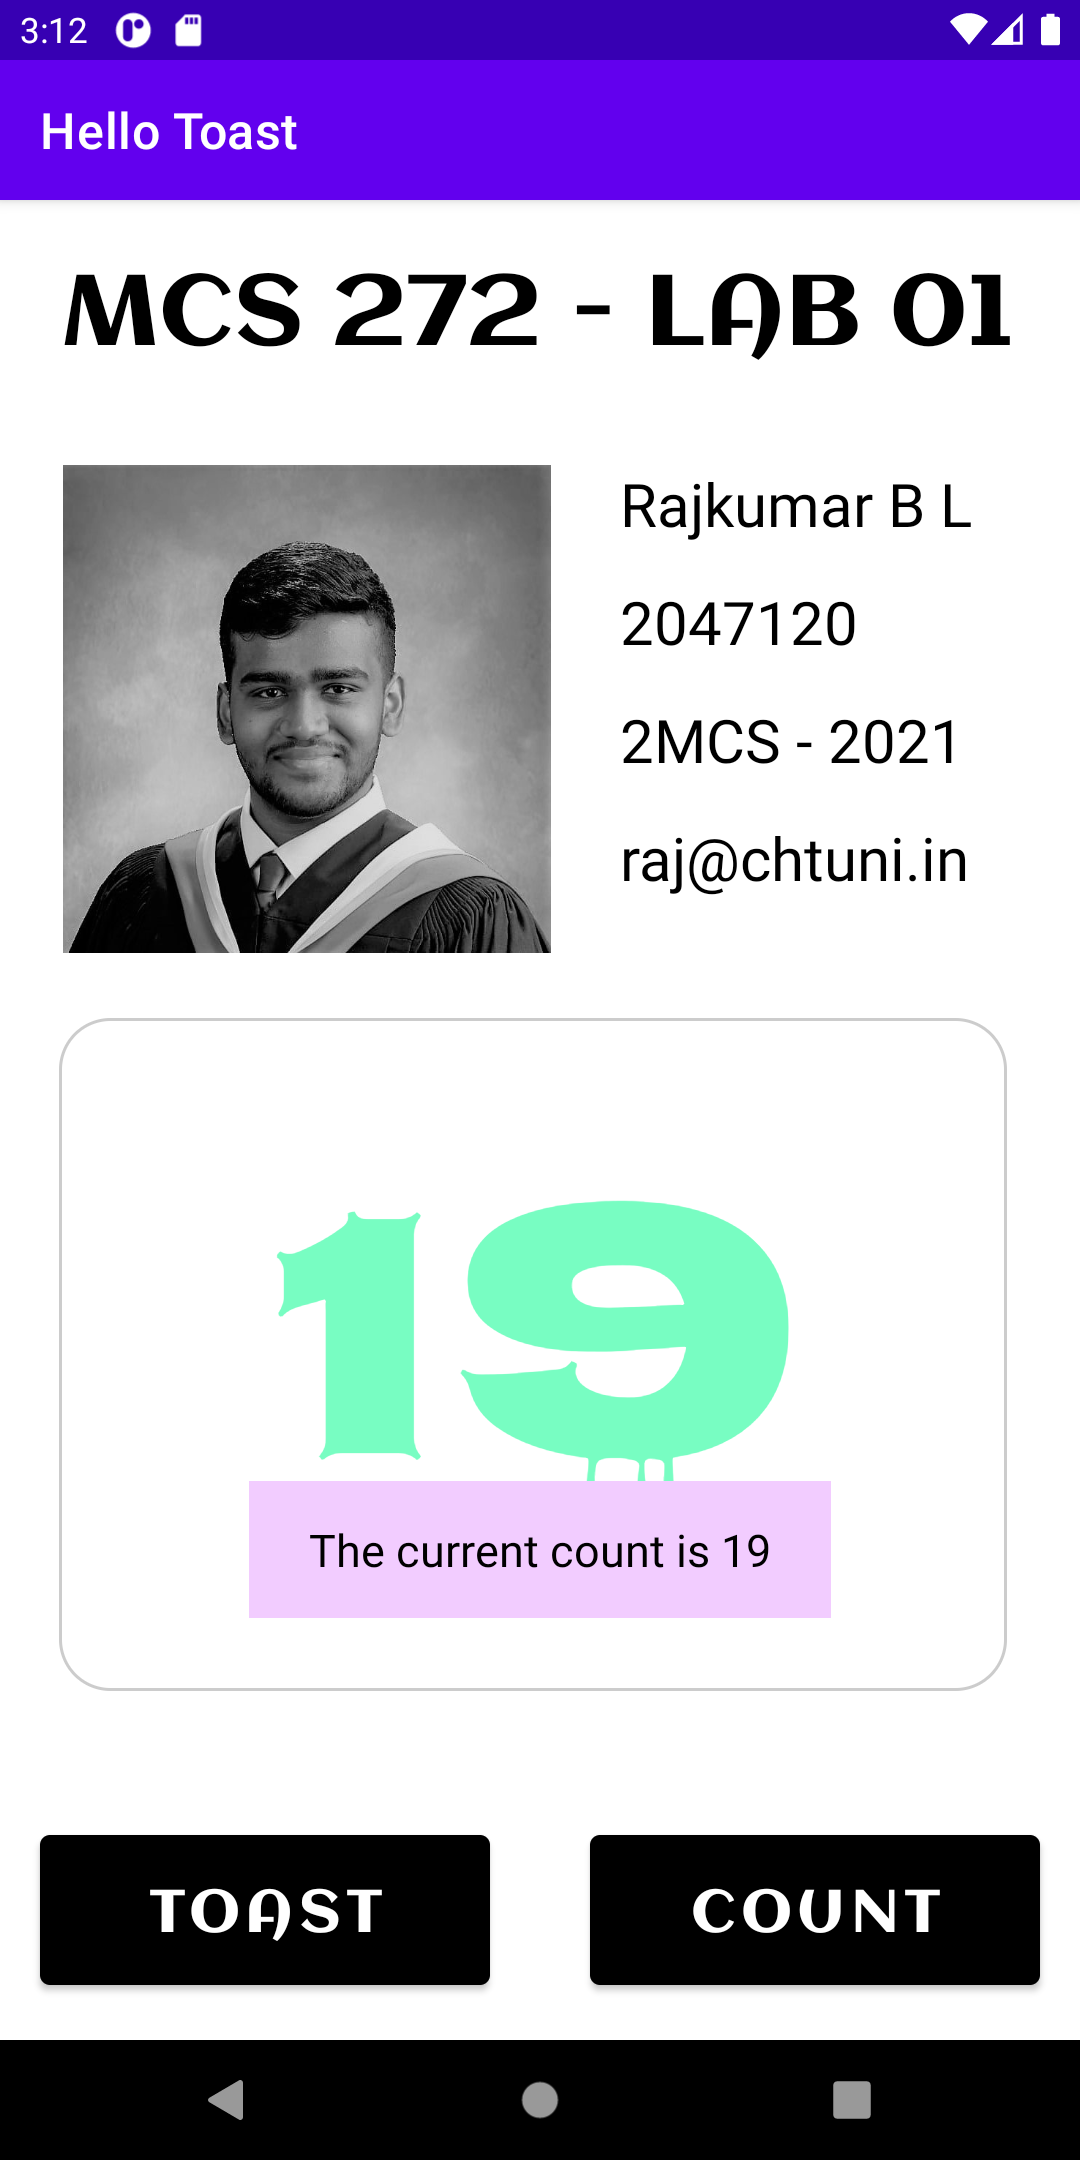 3:12
Hello Toast
MCS 272 - LAB 01
Rajkumar B L
2047120
2MCS - 2021
raj@chtuni.in
19
The current count is 19
TOAST
COUNT